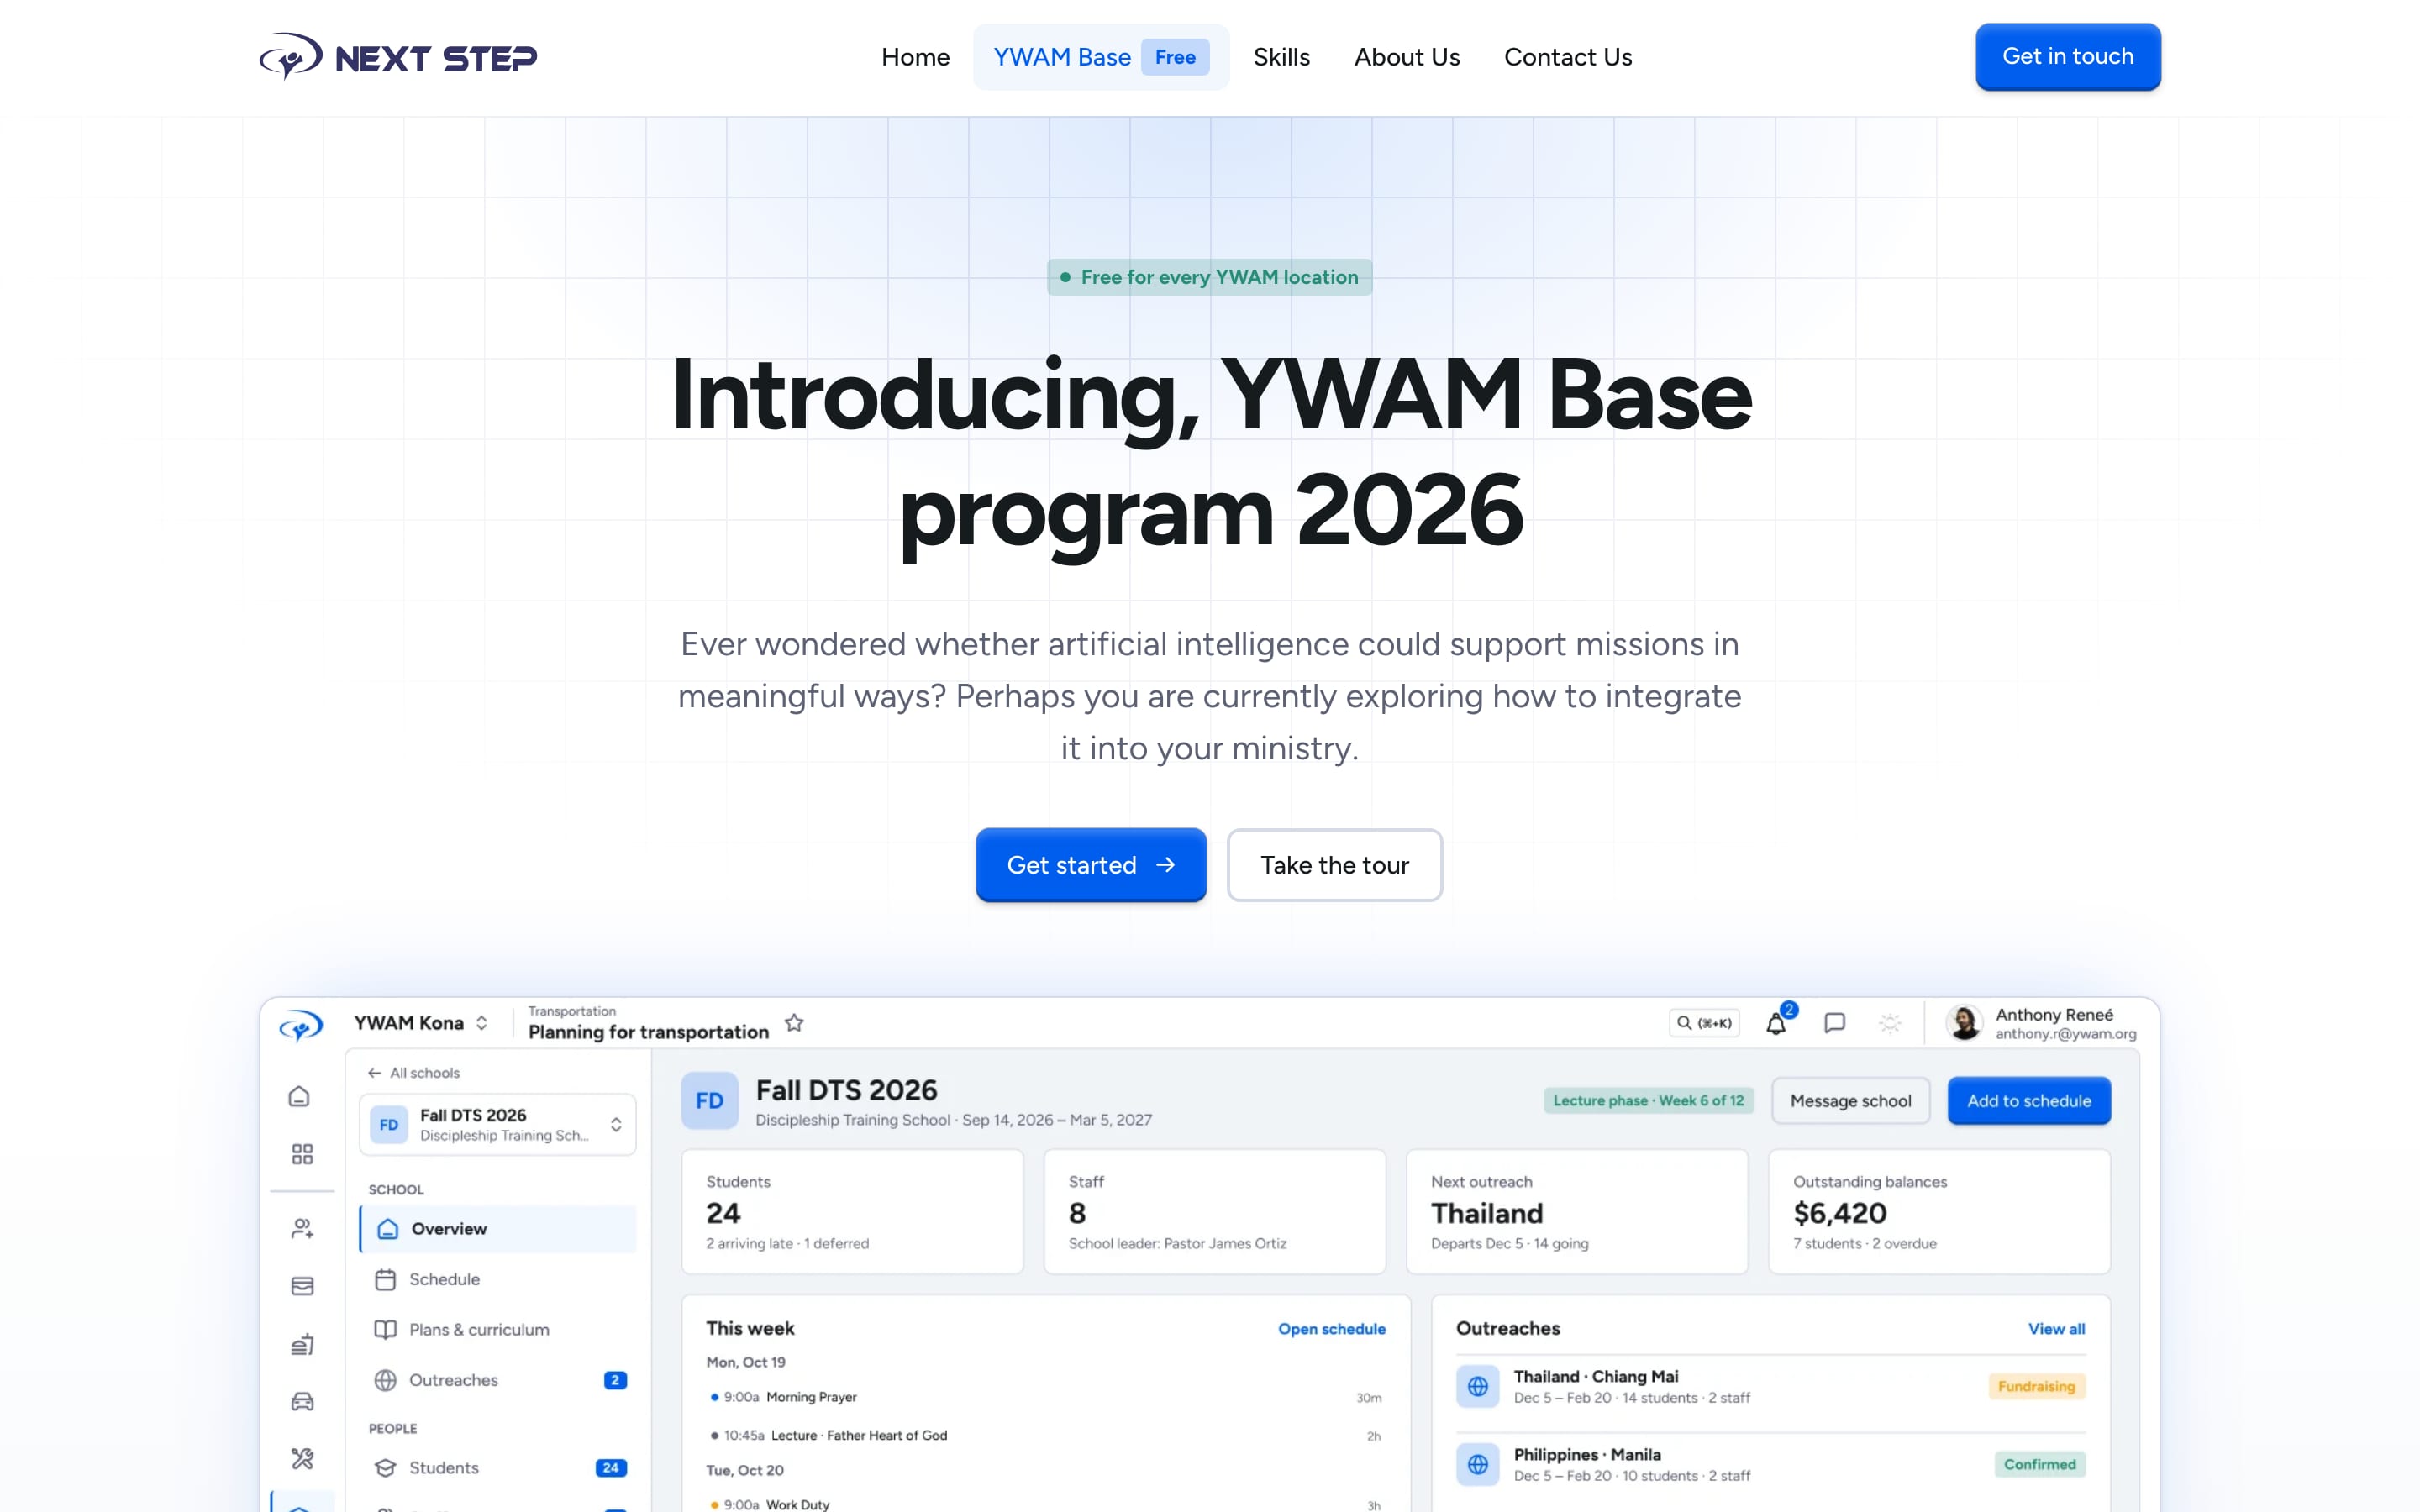 NEXT STEP
Home
YWAM Base Free
Skills
About Us
Contact Us
Get in touch
Free for every YWAM location
Introducing, YWAM Base
program 2026
Ever wondered whether artificial intelligence could support missions in
meaningful ways? Perhaps you are currently exploring how to integrate
it into your ministry.
Get started
Take the tour
YWAM Kona
Transportation
Planning for transportation
(⌘+K)
2
Anthony Reneé
anthony.r@ywam.org
All schools
FD
Fall DTS 2026
Discipleship Training Sch...
SCHOOL
Overview
Schedule
Plans & curriculum
Outreaches 2
PEOPLE
Students 24
FD
Fall DTS 2026
Discipleship Training School · Sep 14, 2026 – Mar 5, 2027
Lecture phase · Week 6 of 12
Message school
Add to schedule
Students
24
2 arriving late · 1 deferred
Staff
8
School leader: Pastor James Ortiz
Next outreach
Thailand
Departs Dec 5 · 14 going
Outstanding balances
$6,420
7 students · 2 overdue
This week
Open schedule
Mon, Oct 19
9:00a Morning Prayer 30m
10:45a Lecture · Father Heart of God 2h
Tue, Oct 20
9:00a Work Duty 3h
Outreaches
View all
Thailand · Chiang Mai
Dec 5 – Feb 20 · 14 students · 2 staff
Fundraising
Philippines · Manila
Dec 5 – Feb 20 · 10 students · 2 staff
Confirmed